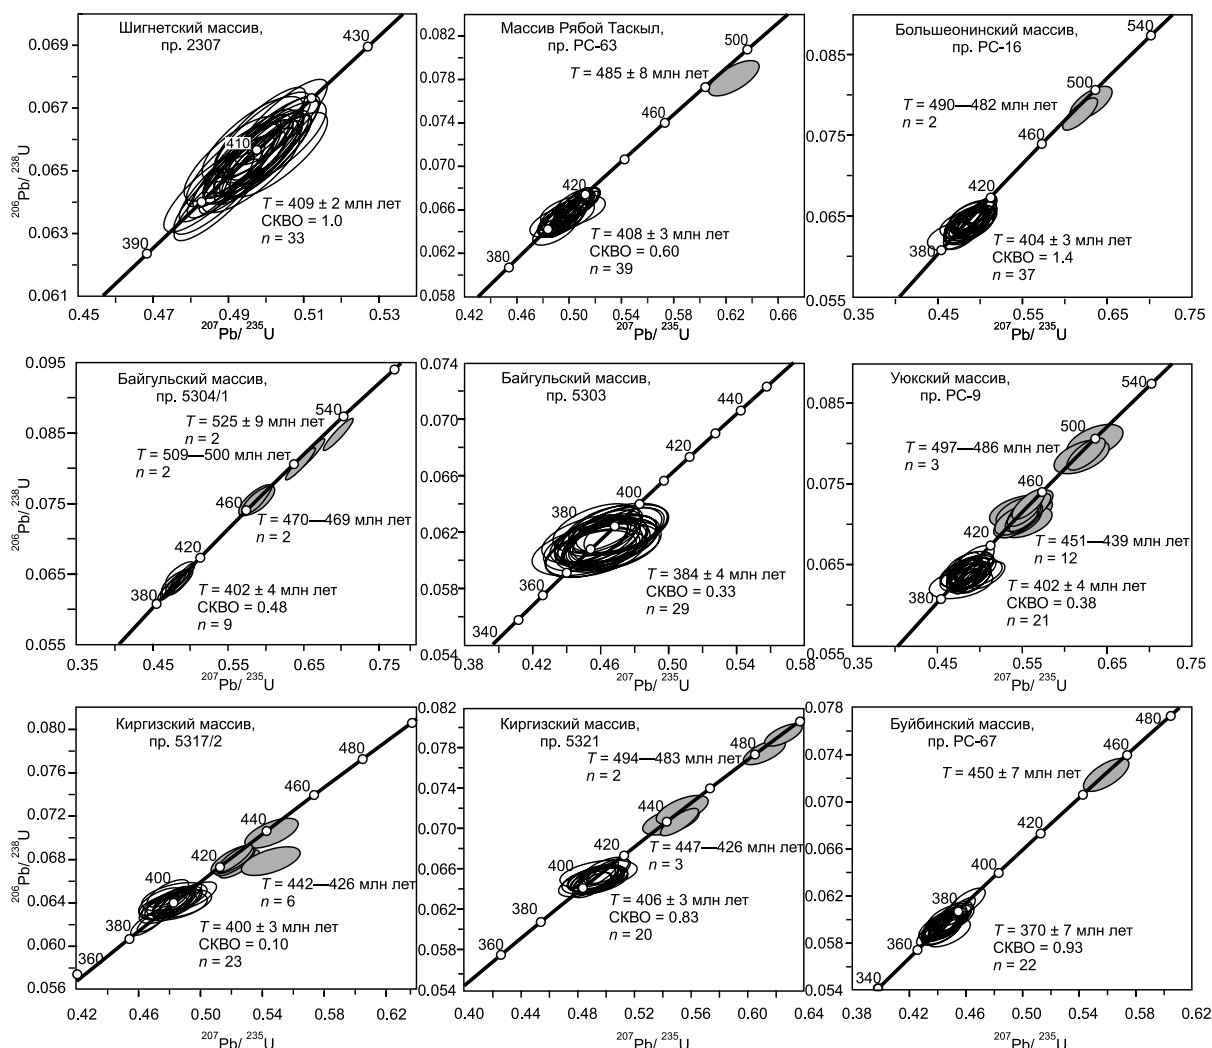 Шигнетский массив,
пр. 2307
0.069
0.067
0.065
0.063
0.061
430
410
390
T = 409 ± 2 млн лет
СКВО = 1.0
n = 33
0.45
0.47
0.49
0.51
0.53
206Pb/ 238U
207Pb/ 235U
Массив Рябой Таскыл,
пр. РС-63
0.082
0.078
0.074
0.070
0.066
0.062
0.058
500
T = 485 ± 8 млн лет
460
420
380
T = 408 ± 3 млн лет
СКВО = 0.60
n = 39
0.42
0.46
0.50
0.54
0.58
0.62
0.66
207Pb/ 235U
Большеонинский массив,
пр. РС-16
0.085
0.075
0.065
0.055
540
500
T = 490—482 млн лет
n = 2
460
420
380
T = 404 ± 3 млн лет
СКВО = 1.4
n = 37
0.35
0.45
0.55
0.65
0.75
207Pb/ 235U
Байгульский массив,
пр. 5304/1
0.095
0.085
0.075
0.065
0.055
540
T = 525 ± 9 млн лет
n = 2
T = 509—500 млн лет
n = 2
460
T = 470—469 млн лет
n = 2
420
380
T = 402 ± 4 млн лет
СКВО = 0.48
n = 9
0.35
0.45
0.55
0.65
0.75
206Pb/ 238U
207Pb/ 235U
Байгульский массив,
пр. 5303
0.074
0.070
0.066
0.062
0.058
0.054
440
420
400
380
360
340
T = 384 ± 4 млн лет
СКВО = 0.33
n = 29
0.40
0.42
0.44
0.46
0.48
0.50
0.52
0.54
0.56
0.58
207Pb/ 235U
Уюкский массив,
пр. РС-9
0.085
0.075
0.065
0.055
540
500
T = 497—486 млн лет
n = 3
460
420
T = 451—439 млн лет
n = 12
380
T = 402 ± 4 млн лет
СКВО = 0.38
n = 21
0.35
0.45
0.55
0.65
0.75
207Pb/ 235U
Киргизский массив,
пр. 5317/2
0.080
0.076
0.072
0.068
0.064
0.060
0.056
480
460
440
420
400
380
360
T = 442—426 млн лет
n = 6
T = 400 ± 3 млн лет
СКВО = 0.10
n = 23
0.42
0.46
0.50
0.54
0.58
0.62
206Pb/ 238U
207Pb/ 235U
Киргизский массив,
пр. 5321
0.082
0.078
0.074
0.070
0.066
0.062
0.058
0.054
480
T = 494—483 млн лет
n = 2
440
420
400
380
360
T = 447—426 млн лет
n = 3
T = 406 ± 3 млн лет
СКВО = 0.83
n = 20
0.40
0.44
0.48
0.52
0.56
0.60
0.64
207Pb/ 235U
Буйбинский массив,
пр. РС-67
0.078
0.074
0.070
0.066
0.062
0.058
0.054
480
460
T = 450 ± 7 млн лет
420
400
380
360
340
T = 370 ± 7 млн лет
СКВО = 0.93
n = 22
0.38
0.42
0.46
0.50
0.54
0.58
0.62
207Pb/ 235U